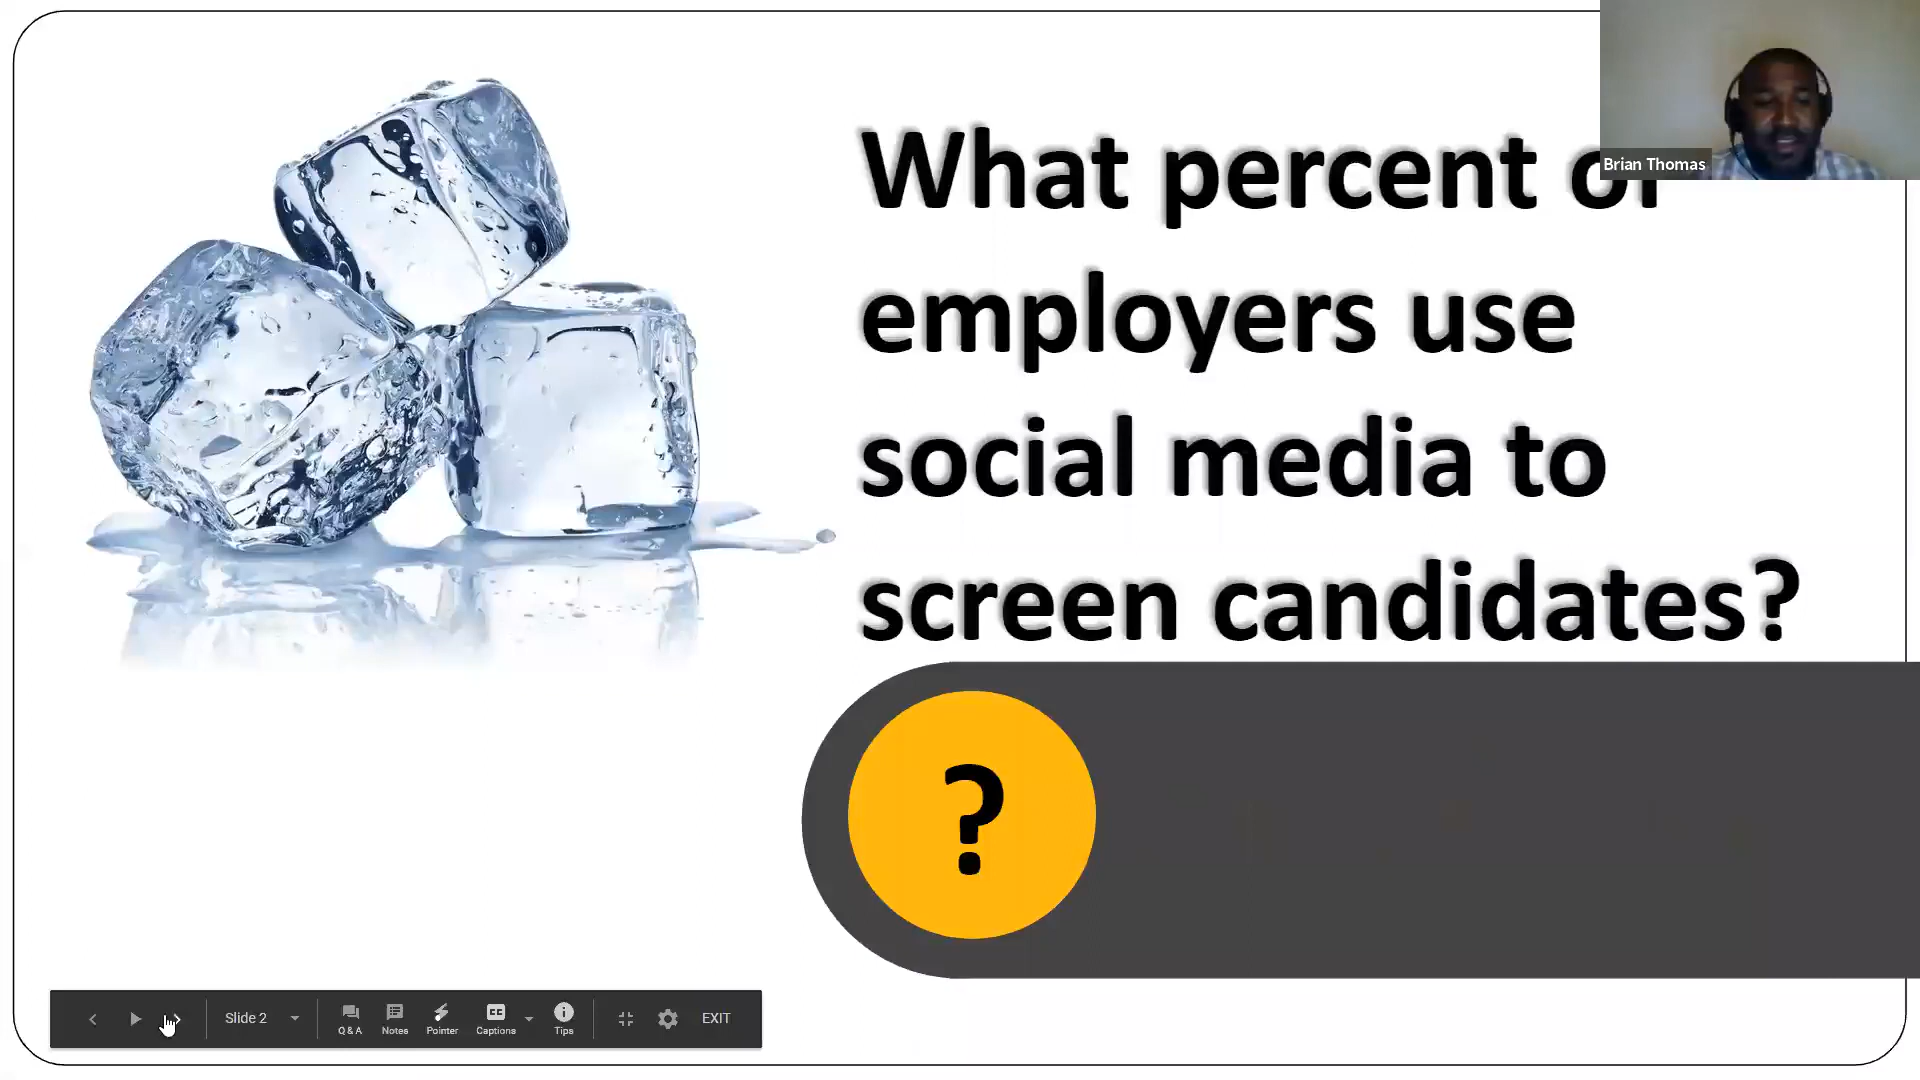 What percent of
employers use
social media to
screen candidates?
Brian Thomas
?
Slide 2
Q & A
Notes
Pointer
CC
Captions
Tips
EXIT